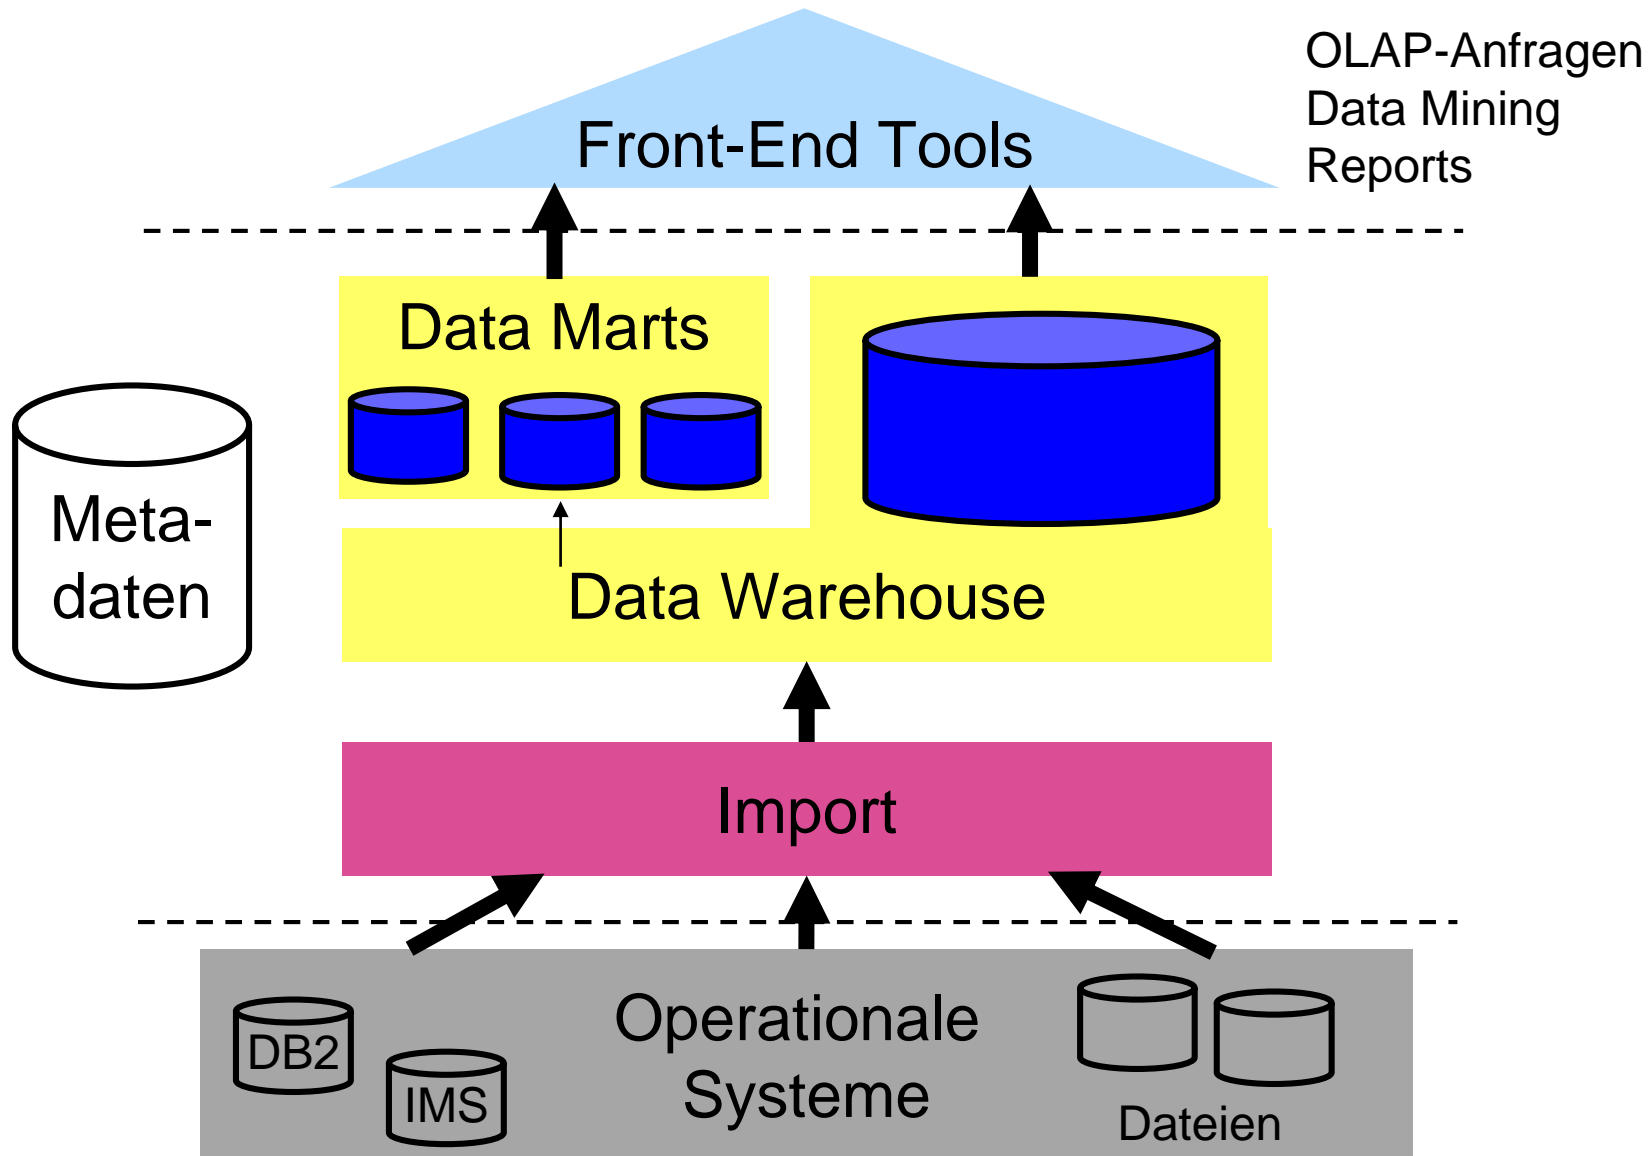 OLAP-Anfragen
Data Mining
Reports
Front-End Tools
Data Marts
Meta-
daten
Data Warehouse
Import
Operationale
Systeme
DB2
IMS
Dateien